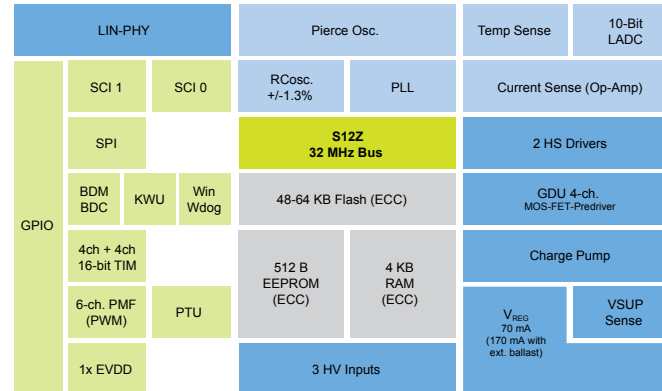 LIN-PHY
Pierce Osc.
Temp Sense
10-Bit
LADC
GPIO
SCI 1
SCI 0
RCosc.
+/-1.3%
PLL
Current Sense (Op-Amp)
SPI
S12Z
32 MHz Bus
2 HS Drivers
BDM
BDC
KWU
Win
Wdog
48-64 KB Flash (ECC)
GDU 4-ch.
MOS-FET-Predriver
4ch + 4ch
16-bit TIM
512 B
EEPROM
(ECC)
4 KB
RAM
(ECC)
Charge Pump
6-ch. PMF
(PWM)
PTU
VREG
70 mA
(170 mA with
ext. ballast)
VSUP
Sense
1x EVDD
3 HV Inputs